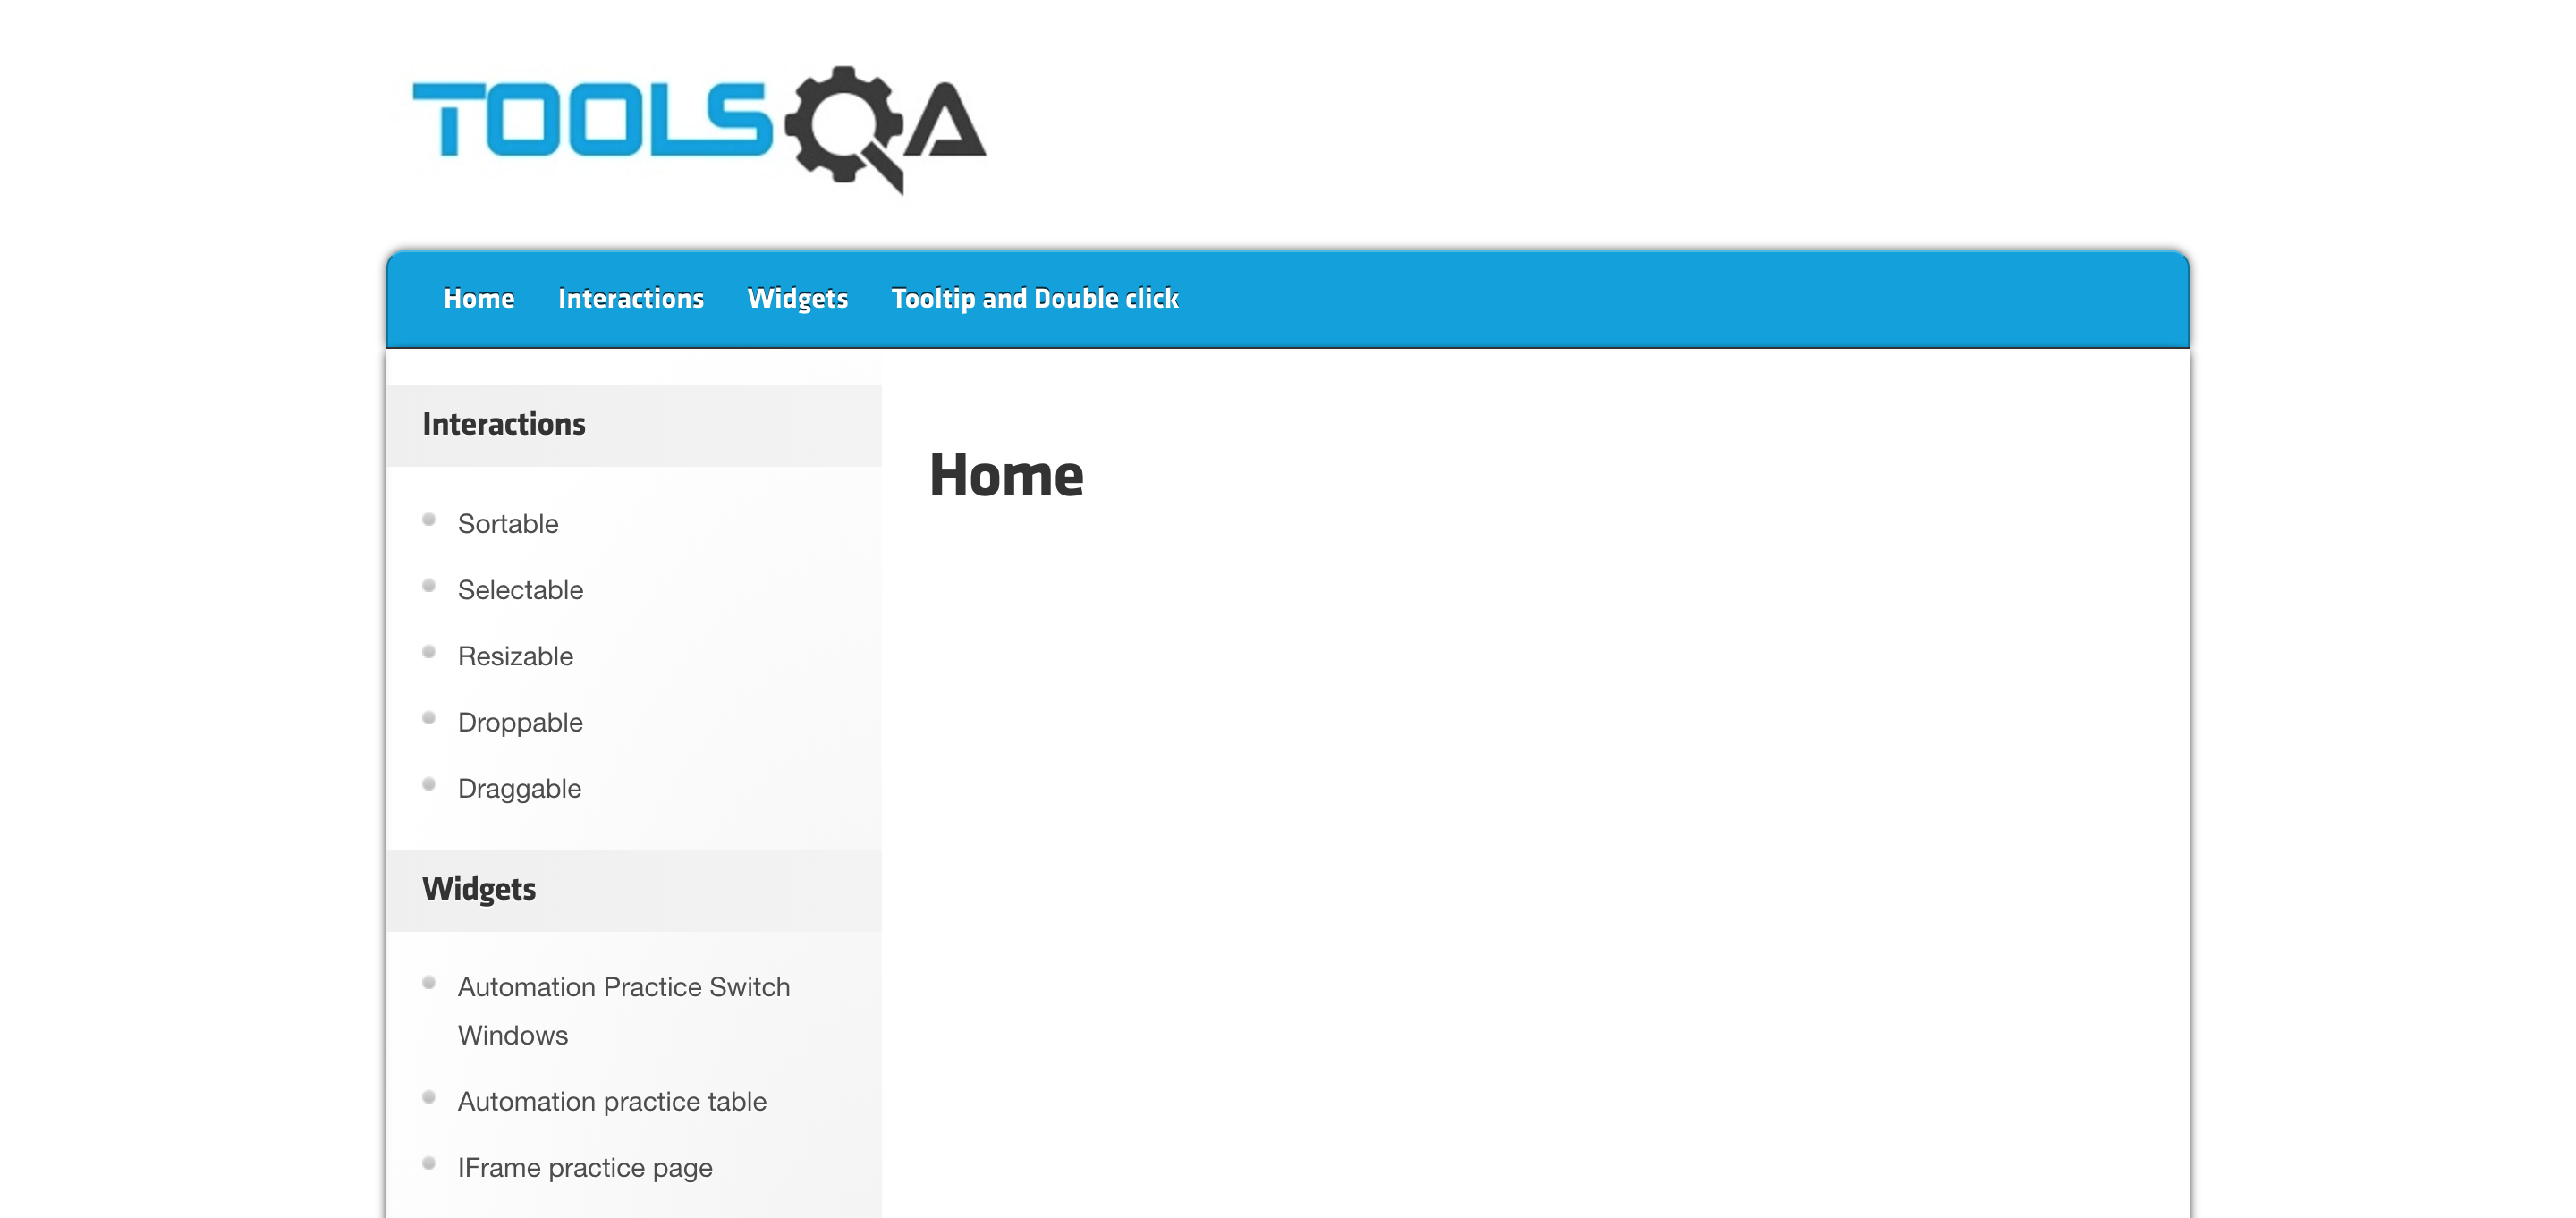 TOOLSQA
Home Interactions Widgets Tooltip and Double click
Interactions
Sortable
Selectable
Resizable
Droppable
Draggable
Widgets
Automation Practice Switch
Windows
Automation practice table
IFrame practice page
Home